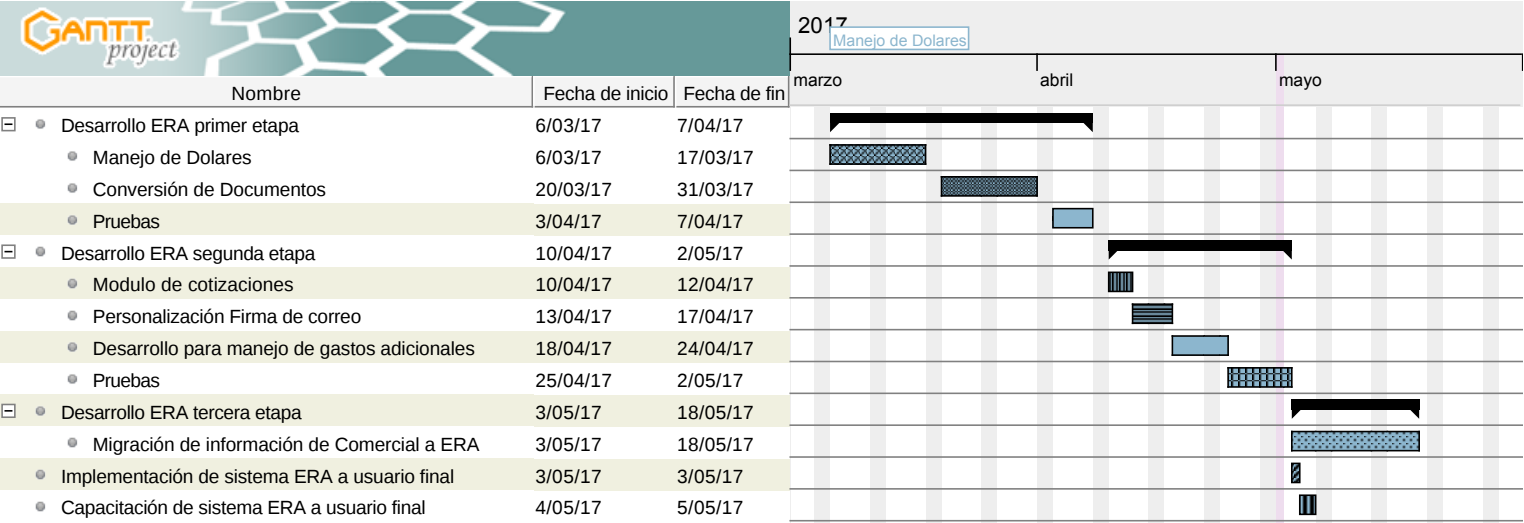 GANTT
project
2017
Manejo de Dolares
marzo abril mayo
Nombre Fecha de inicio Fecha de fin
Desarrollo ERA primer etapa 6/03/17 7/04/17
Manejo de Dolares 6/03/17 17/03/17
Conversión de Documentos 20/03/17 31/03/17
Pruebas 3/04/17 7/04/17
Desarrollo ERA segunda etapa 10/04/17 2/05/17
Modulo de cotizaciones 10/04/17 12/04/17
Personalización Firma de correo 13/04/17 17/04/17
Desarrollo para manejo de gastos adicionales 18/04/17 24/04/17
Pruebas 25/04/17 2/05/17
Desarrollo ERA tercera etapa 3/05/17 18/05/17
Migración de información de Comercial a ERA 3/05/17 18/05/17
Implementación de sistema ERA a usuario final 3/05/17 3/05/17
Capacitación de sistema ERA a usuario final 4/05/17 5/05/17